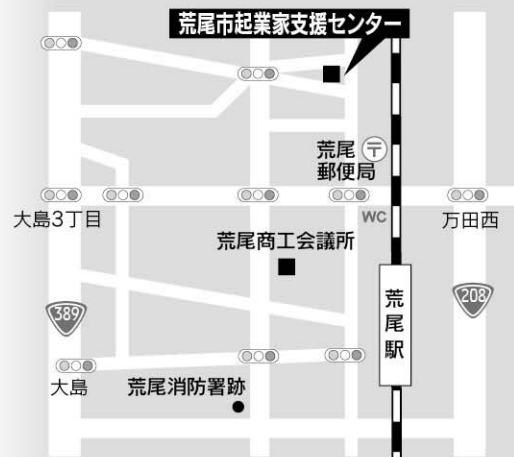 荒尾市起業家支援センター
荒尾
郵便局
〒
大島3丁目
WC
万田西
荒尾商工会議所
389
荒尾駅
208
大島
荒尾消防署跡